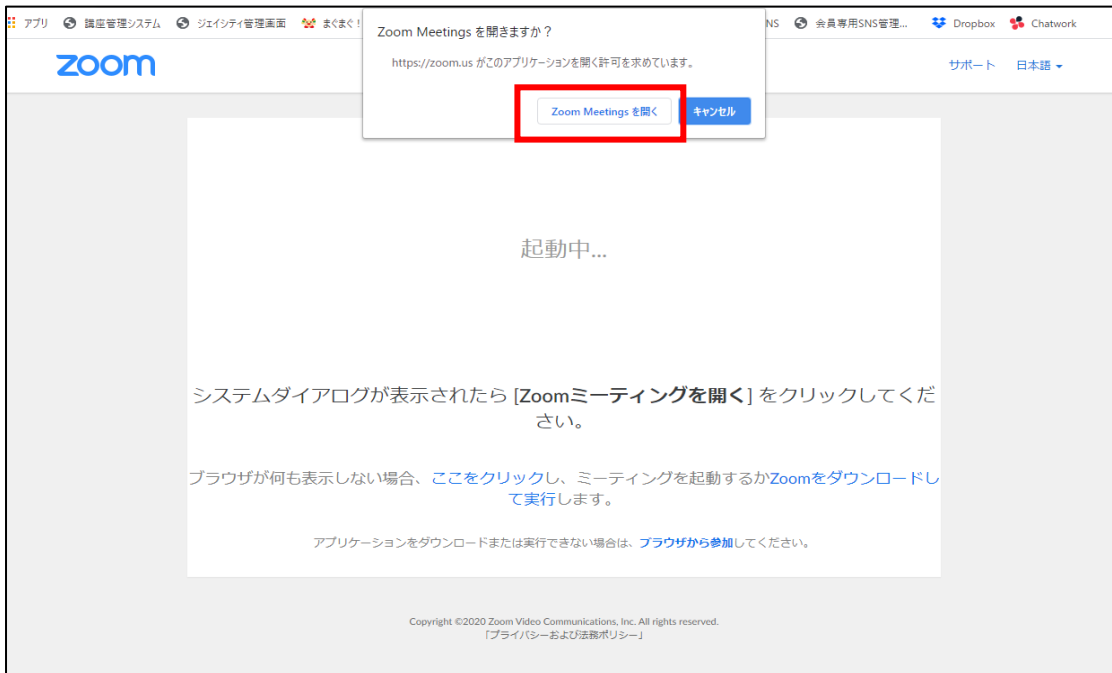 アプリ 講座管理システム ジェイシティ管理画面 まぐまぐ! NS 会員専用SNS管理... Dropbox Chatwork
Zoom Meetings を開きますか？
https://zoom.us がこのアプリケーションを開く許可を求めています。
Zoom Meetings を開く キャンセル
zoom サポート 日本語
起動中...
システムダイアログが表示されたら [Zoomミーティングを開く] をクリックしてくだ
さい。
ブラウザが何も表示しない場合、ここをクリックし、ミーティングを起動するかZoomをダウンロードし
て実行します。
アプリケーションをダウンロードまたは実行できない場合は、ブラウザから参加してください。
Copyright ©2020 Zoom Video Communications, Inc. All rights reserved.
「プライバシーおよび法務ポリシー」